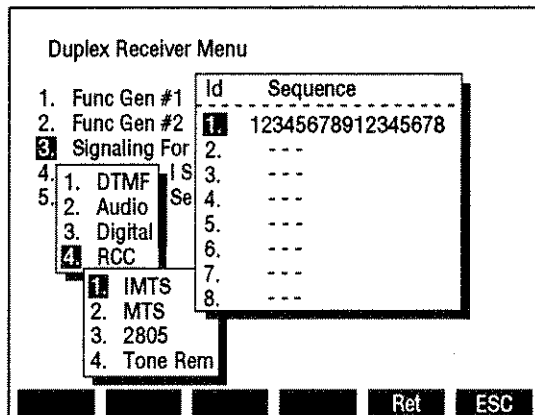 Duplex Receiver Menu
1. Func Gen #1
2. Func Gen #2
3. Signaling For
4. l S
5. Se
1. DTMF
2. Audio
3. Digital
4. RCC
1. IMTS
2. MTS
3. 2805
4. Tone Rem
Id Sequence
1. 12345678912345678
2. - - -
3. - - -
4. - - -
5. - - -
6. - - -
7. - - -
8. - - -
Ret ESC